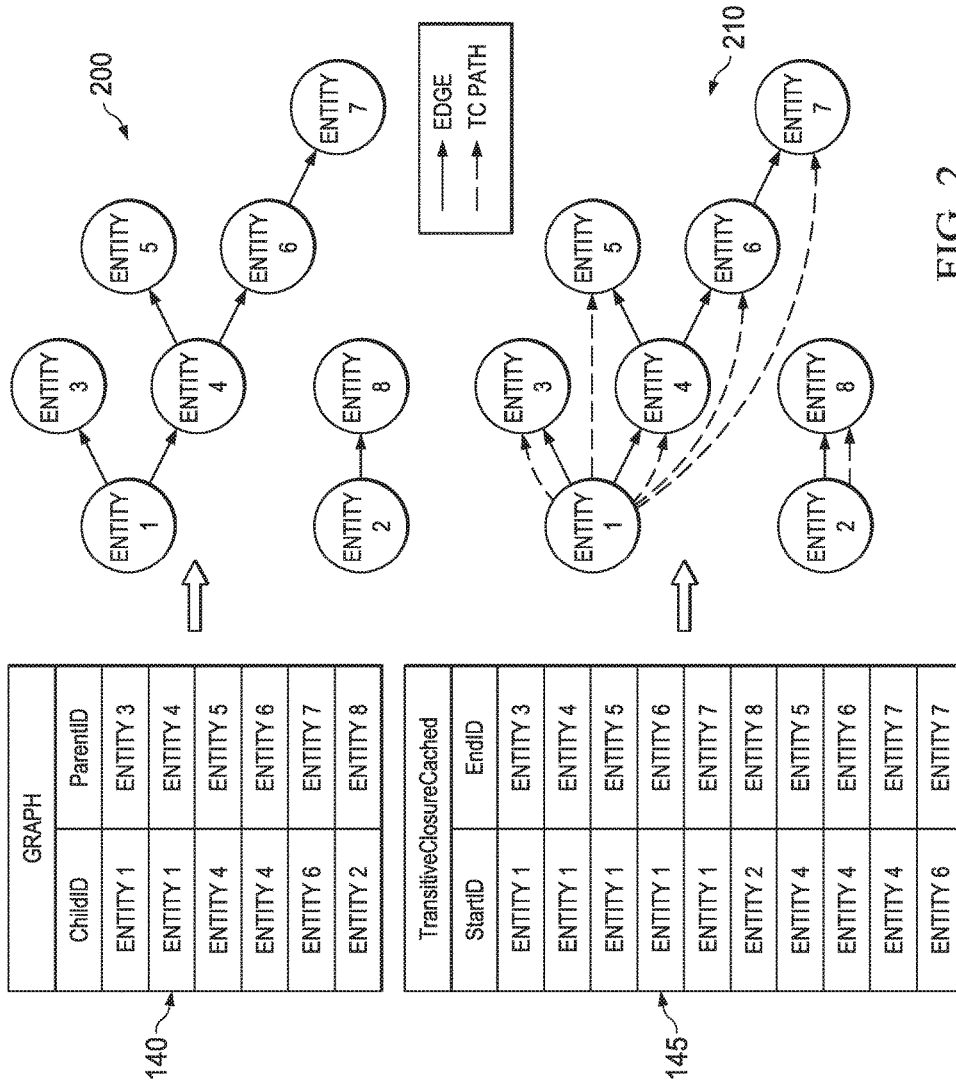 GRAPH
ChildID ParentID
ENTITY 1 ENTITY 3
ENTITY 1 ENTITY 4
ENTITY 4 ENTITY 5
ENTITY 4 ENTITY 6
ENTITY 6 ENTITY 7
ENTITY 2 ENTITY 8
140
ENTITY
1
ENTITY
3
ENTITY
4
ENTITY
5
ENTITY
6
ENTITY
7
ENTITY
2
ENTITY
8
200
EDGE
TC PATH
TransitiveClosureCached
StartID EndID
ENTITY 1 ENTITY 3
ENTITY 1 ENTITY 4
ENTITY 1 ENTITY 5
ENTITY 1 ENTITY 6
ENTITY 1 ENTITY 7
ENTITY 2 ENTITY 8
ENTITY 4 ENTITY 5
ENTITY 4 ENTITY 6
ENTITY 4 ENTITY 7
ENTITY 6 ENTITY 7
145
ENTITY
1
ENTITY
3
ENTITY
4
ENTITY
5
ENTITY
6
ENTITY
7
ENTITY
2
ENTITY
8
210
FIG. 2